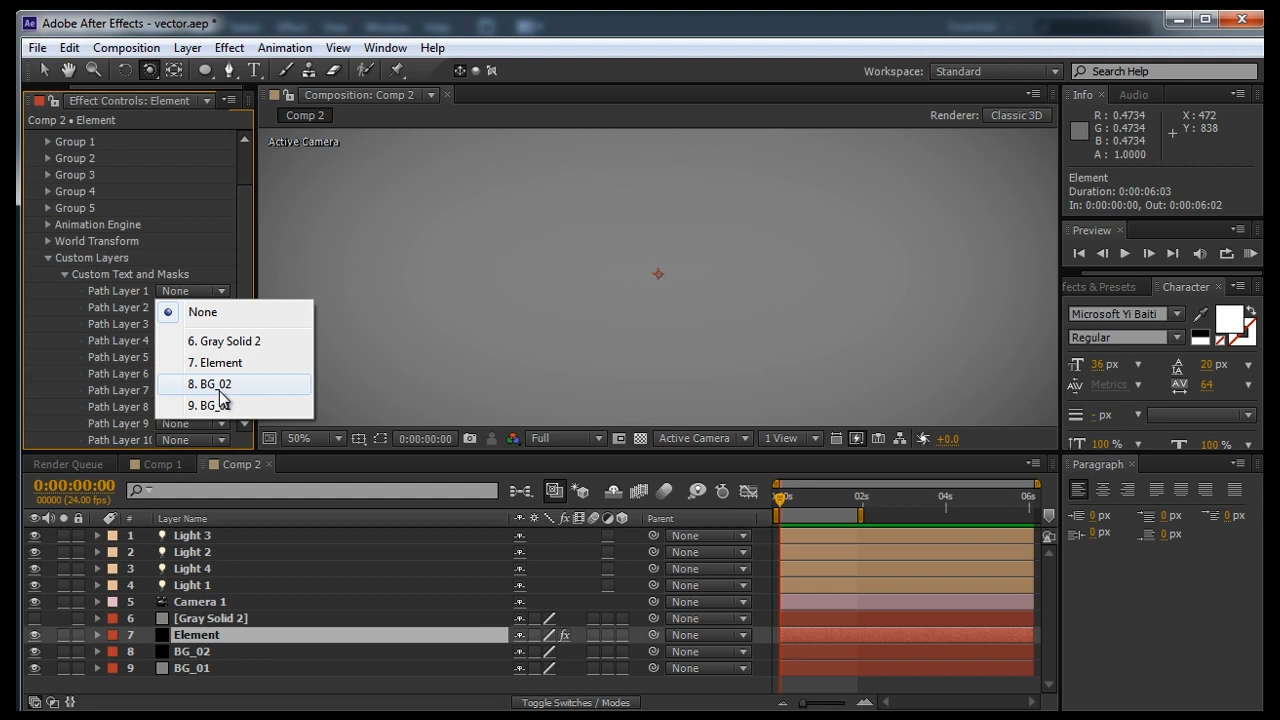 Adobe After Effects - vector.aep *
File Edit Composition Layer Effect Animation View Window Help
Workspace: Standard Search Help
Effect Controls: Element
Composition: Comp 2
Info Audio
Comp 2 • Element
Comp 2
Renderer: Classic 3D
R: 0.4734
G: 0.4734
B: 0.4734
A: 1.0000
X: 472
Y: 838
Active Camera
Group 1
Group 2
Group 3
Group 4
Group 5
Animation Engine
World Transform
Custom Layers
Custom Text and Masks
Path Layer 1 None
Path Layer 2
Path Layer 3
Path Layer 4
Path Layer 5
Path Layer 6
Path Layer 7
Path Layer 8
Path Layer 9 None
Path Layer 10 None
None
6. Gray Solid 2
7. Element
8. BG_02
9. BG_01
Element
Duration: 0:00:06:03
In: 0:00:00:00, Out: 0:00:06:02
Preview
fects & Presets Character
Microsoft Yi Baiti
Regular
36 px 20 px
Metrics 64
- px
100 % 100 %
50% 0:00:00:00 Full Active Camera 1 View +0.0
Render Queue Comp 1 Comp 2
0:00:00:00
00000 (24.00 fps)
0s 02s 04s 06s
# Layer Name Parent
1 Light 3 None
2 Light 2 None
3 Light 4 None
4 Light 1 None
5 Camera 1 None
6 [Gray Solid 2] None
7 Element fx None
8 BG_02 None
9 BG_01 None
Toggle Switches / Modes
Paragraph
0 px 0 px 0 px
0 px 0 px